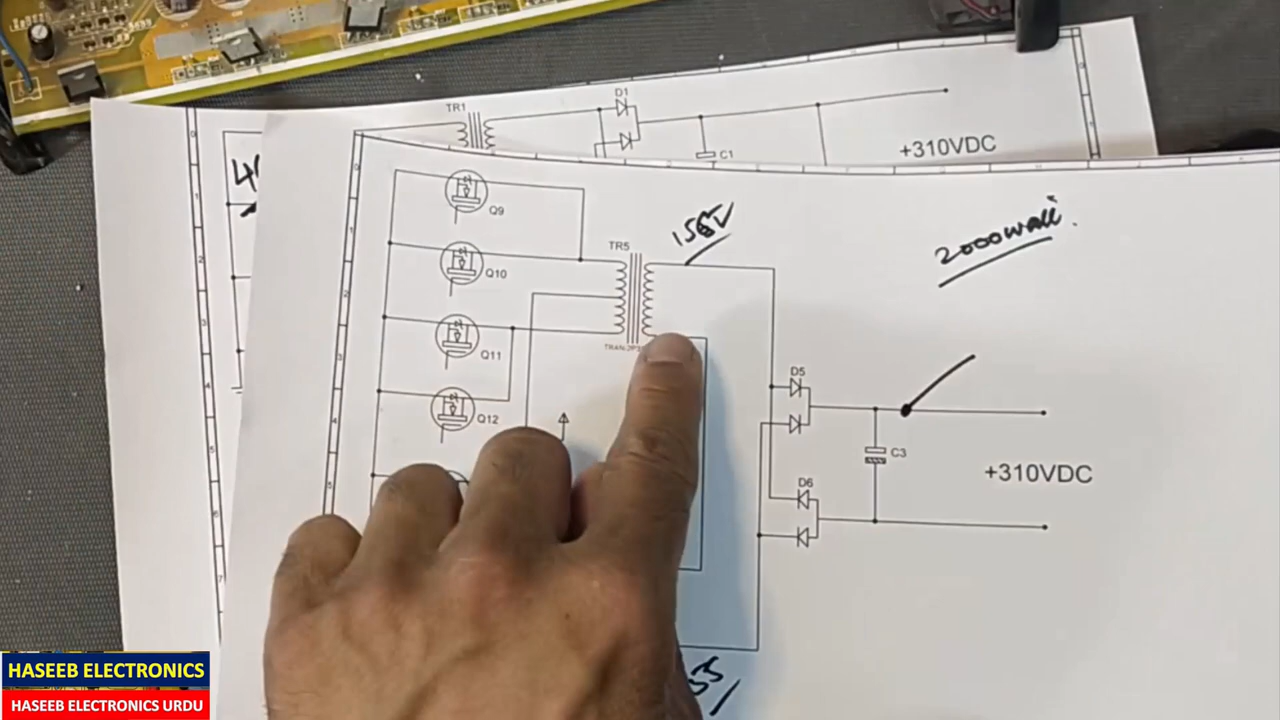 TR1
D1
C1
+310VDC
Q9
Q10
Q11
Q12
TR5
155V
2000watt.
D5
C3
D6
+310VDC
HASEEB ELECTRONICS
HASEEB ELECTRONICS URDU